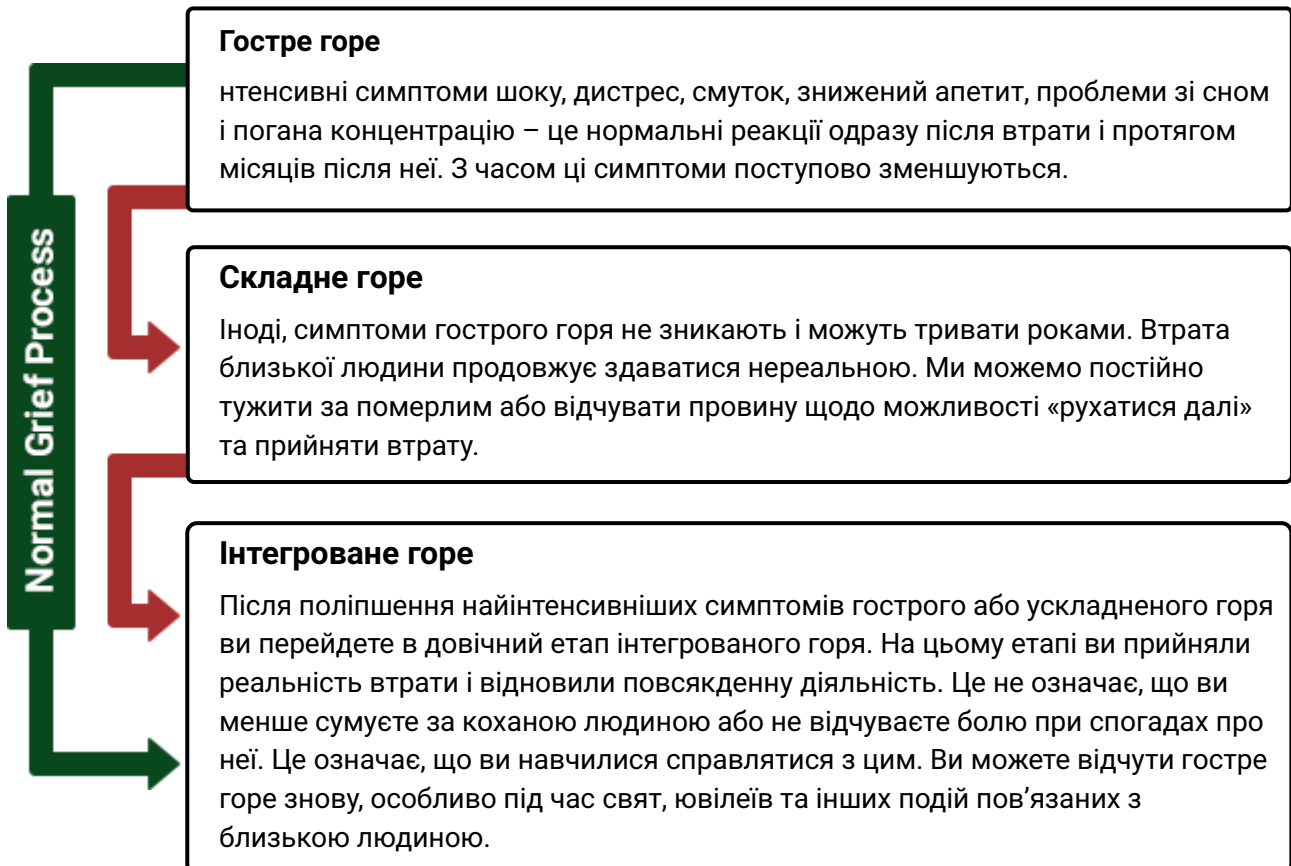 Гостре горе
нтенсивні симптоми шоку, дистрес, смуток, знижений апетит, проблеми зі сном
і погана концентрацію – це нормальні реакції одразу після втрати і протягом
місяців після неї. З часом ці симптоми поступово зменшуються.
Normal Grief Process
Складне горе
Іноді, симптоми гострого горя не зникають і можуть тривати роками. Втрата
близької людини продовжує здаватися нереальною. Ми можемо постійно
тужити за померлим або відчувати провину щодо можливості «рухатися далі»
та прийняти втрату.
Інтегроване горе
Після поліпшення найінтенсивніших симптомів гострого або ускладненого горя
ви перейдете в довічний етап інтегрованого горя. На цьому етапі ви прийняли
реальність втрати і відновили повсякденну діяльність. Це не означає, що ви
менше сумуєте за коханою людиною або не відчуваєте болю при спогадах про
неї. Це означає, що ви навчилися справлятися з цим. Ви можете відчути гостре
горе знову, особливо під час свят, ювілеїв та інших подій пов’язаних з
близькою людиною.